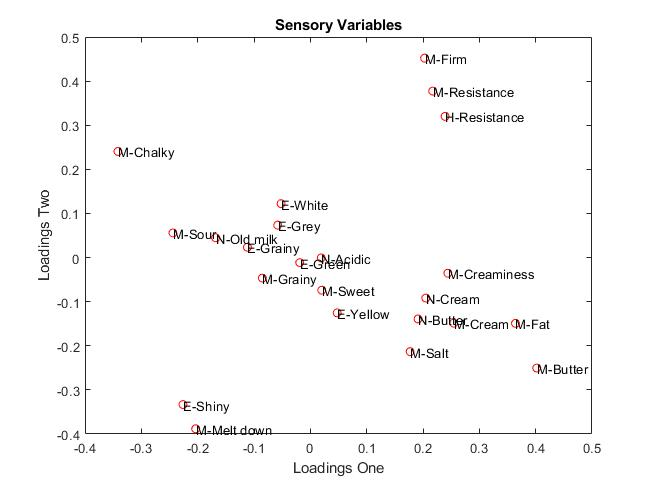 Sensory Variables
0.5
M-Firm
0.4
M-Resistance
H-Resistance
0.3
M-Chalky
0.2
E-White
0.1
E-Grey
M-Sour
N-Old milk
E-Grainy
0
N-Acidic
E-Green
M-Creaminess
M-Grainy
M-Sweet
N-Cream
-0.1
E-Yellow
N-Butter
M-Cream
M-Fat
-0.2
M-Salt
M-Butter
-0.3
E-Shiny
M-Melt down
-0.4
-0.4 -0.3 -0.2 -0.1 0 0.1 0.2 0.3 0.4 0.5
Loadings One
Loadings Two